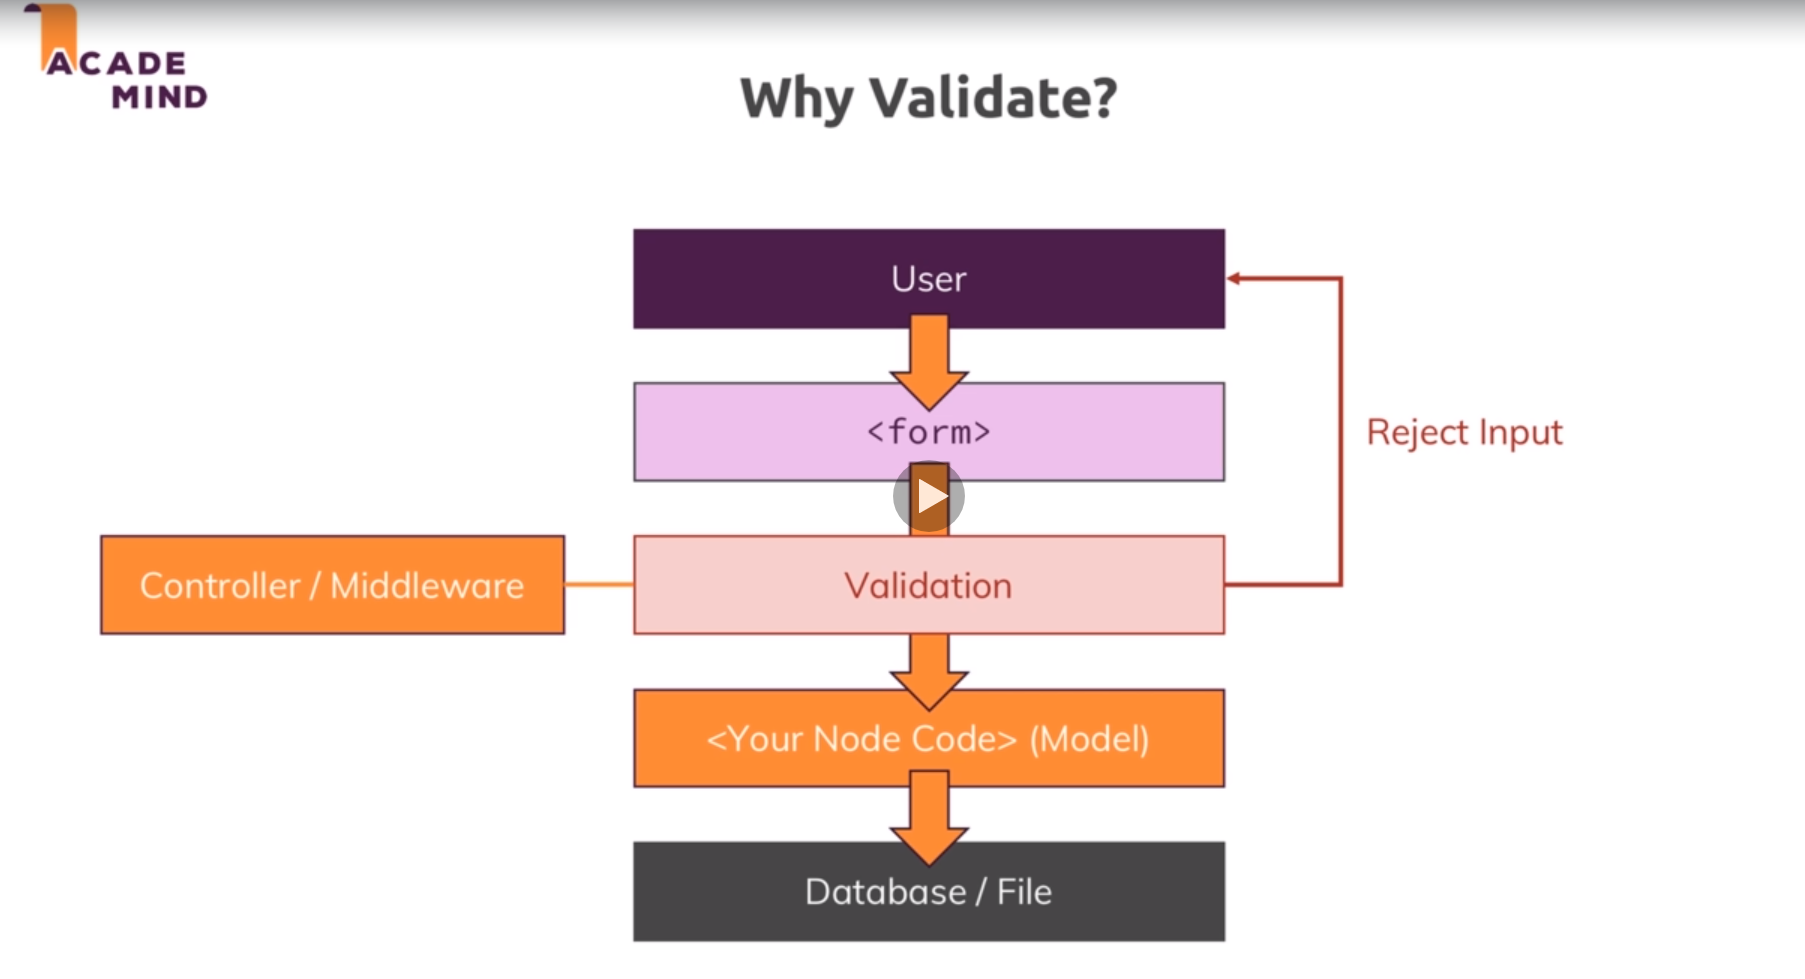 ACADE
MIND
Why Validate?
User
<form>
Reject Input
Controller / Middleware
Validation
<Your Node Code> (Model)
Database / File